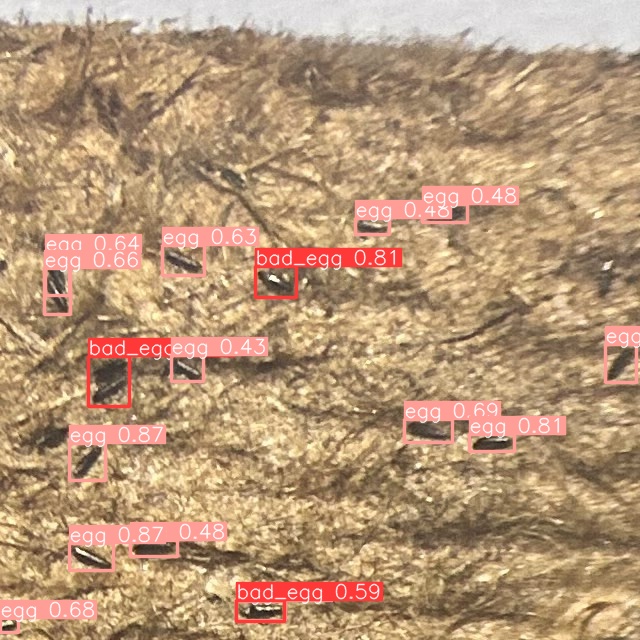 egg 0.48
egg 0.48
egg 0.63
egg 0.64
egg 0.66
bad_egg 0.81
egg
bad_egg
egg 0.43
egg 0.69
egg 0.81
egg 0.87
egg 0.87
0.48
bad_egg 0.59
egg 0.68